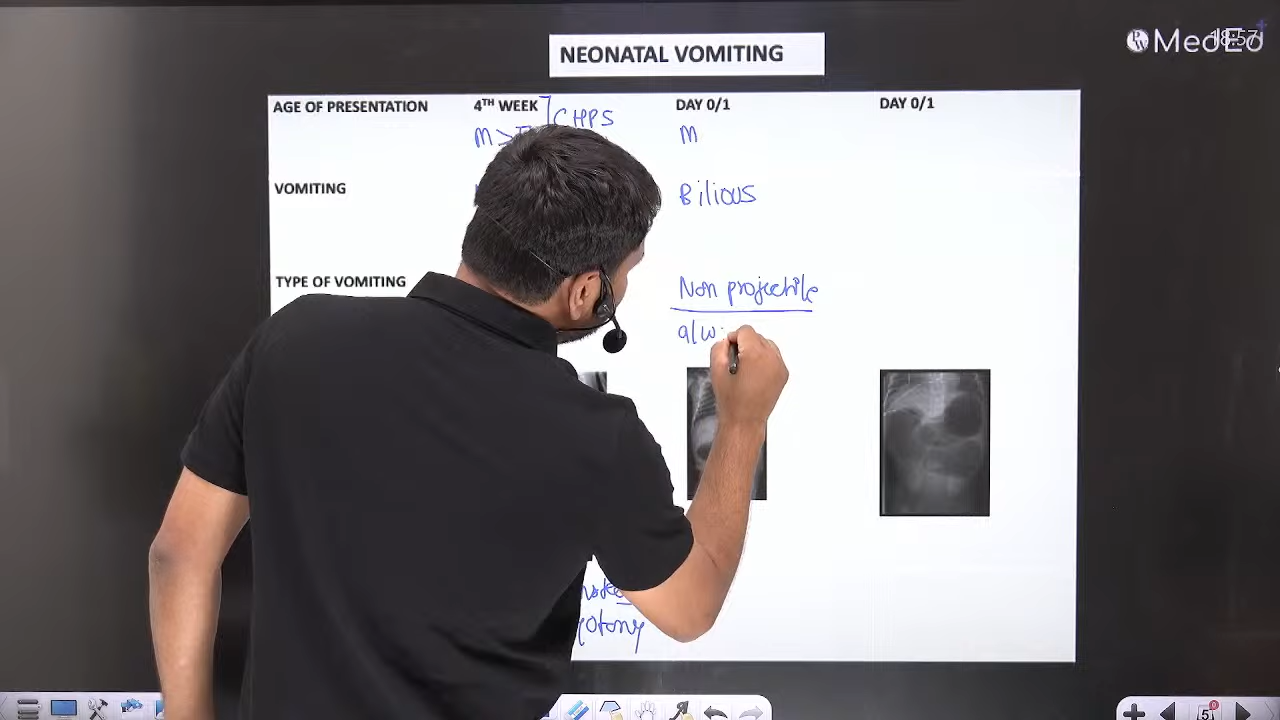 MedEd
NEONATAL VOMITING
AGE OF PRESENTATION
4TH WEEK
CHPS
DAY 0/1
DAY 0/1
M >
M
VOMITING
Bilious
TYPE OF VOMITING
Non projectile
a/w